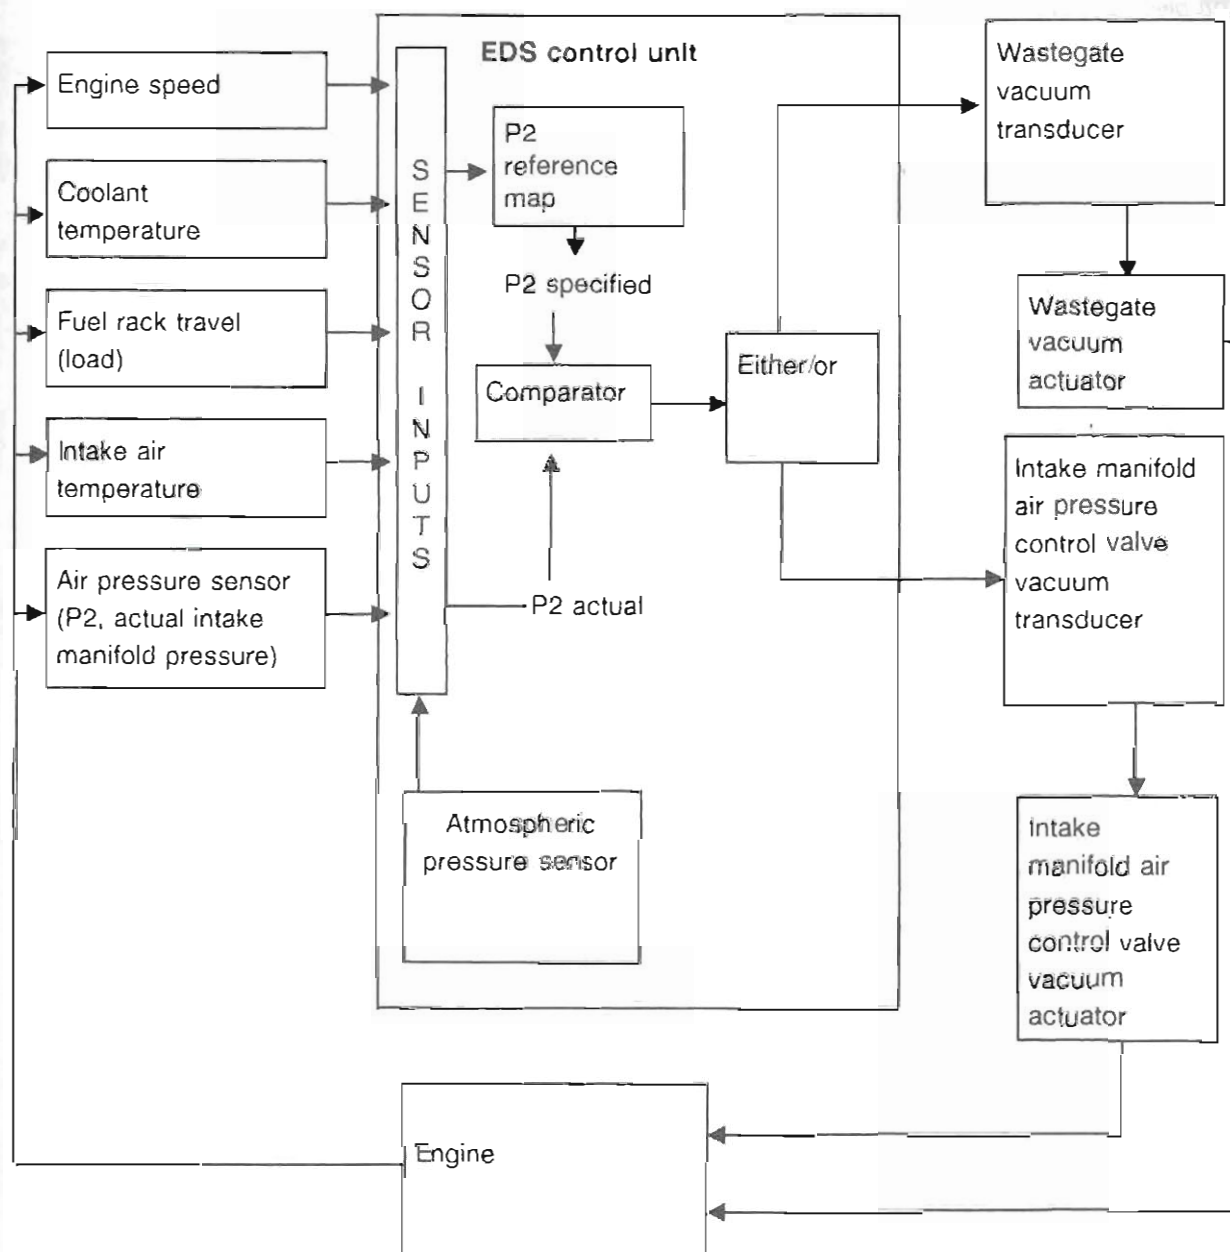 EDS control unit
Engine speed
Coolant
temperature
Fuel rack travel
(load)
Intake air
temperature
Air pressure sensor
(P2, actual intake
manifold pressure)
SENSOR INPUTS
P2
reference
map
P2 specified
Comparator
P2 actual
Either/or
Atmospheric
pressure sensor
Wastegate
vacuum
transducer
Wastegate
vacuum
actuator
Intake manifold
air pressure
control valve
vacuum
transducer
Intake
manifold air
pressure
control valve
vacuum
actuator
Engine